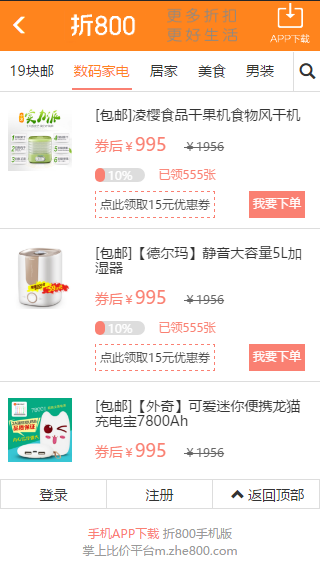 折800
更多折扣
更好生活
APP下载
19块邮 数码家电 居家 美食 男装
[包邮]凌樱食品干果机食物风干机
券后¥995 ¥1956
10% 已领555张
点此领取15元优惠券 我要下单
[包邮]【德尔玛】静音大容量5L加
湿器
券后¥995 ¥1956
10% 已领555张
点此领取15元优惠券 我要下单
[包邮]【外奇】可爱迷你便携龙猫
充电宝7800Ah
券后¥995 ¥1956
登录 注册 返回顶部
手机APP下载 折800手机版
掌上比价平台m.zhe800.com